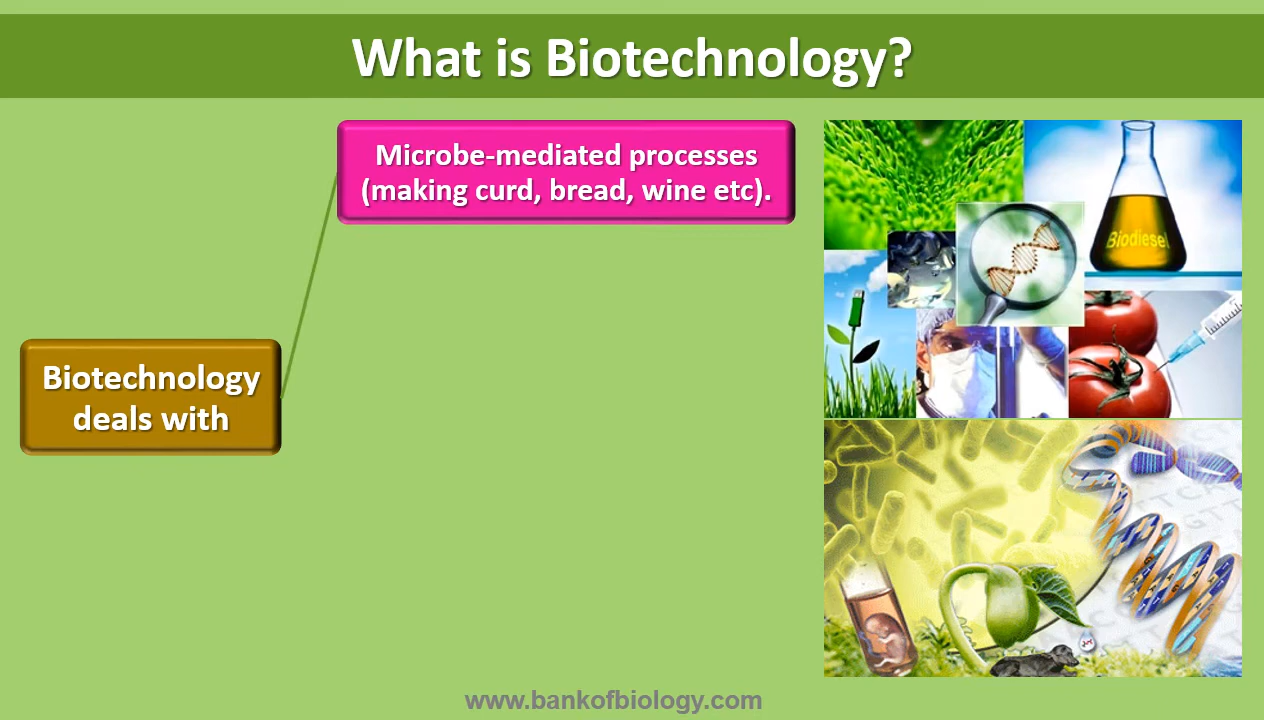 What is Biotechnology?
Microbe-mediated processes
(making curd, bread, wine etc).
Biotechnology
deals with
Biodiesel
www.bankofbiology.com